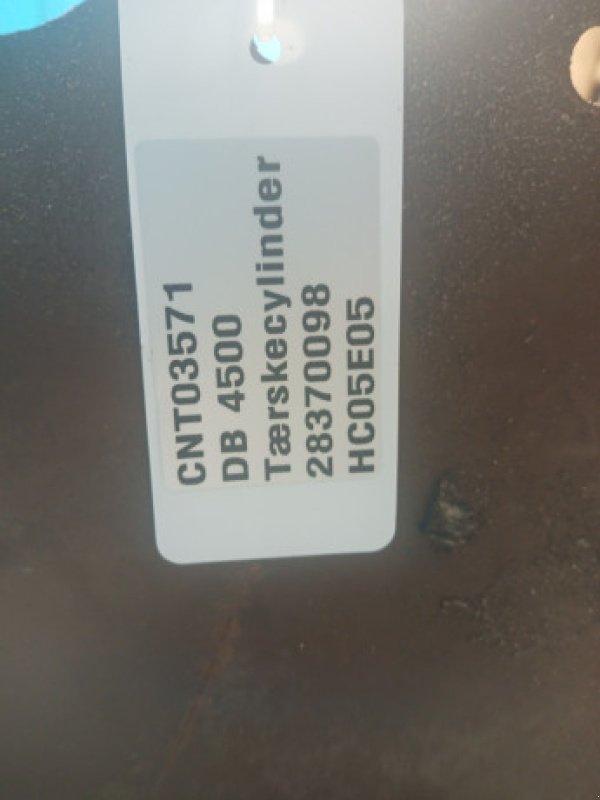 CNT03571
DB 4500
Tærskecylinder
28370098
HC05E05